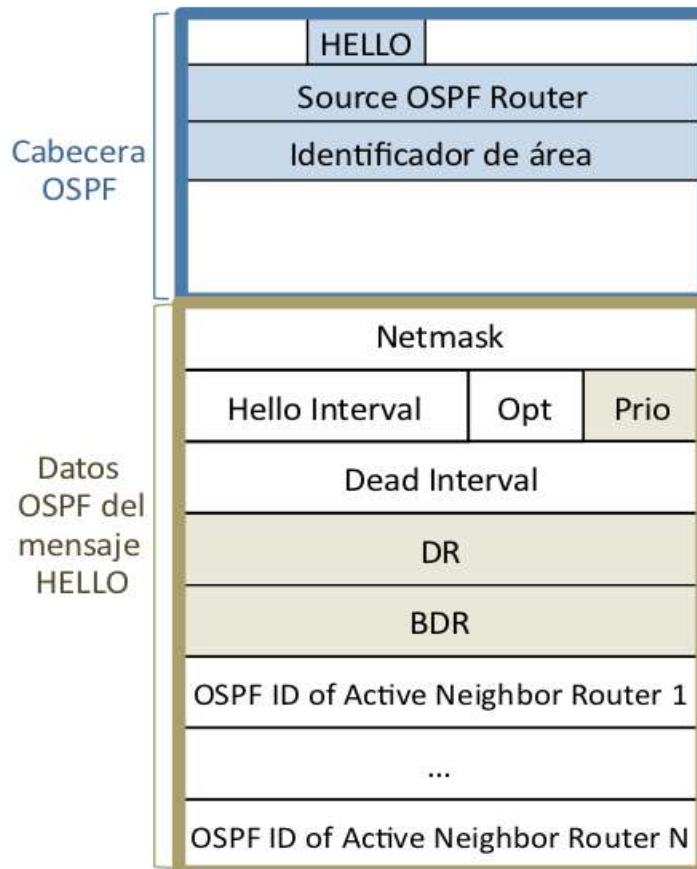 HELLO
Source OSPF Router
Identificador de área
Cabecera
OSPF
Netmask
Hello Interval Opt Prio
Dead Interval
DR
BDR
OSPF ID of Active Neighbor Router 1
...
OSPF ID of Active Neighbor Router N
Datos
OSPF del
mensaje
HELLO